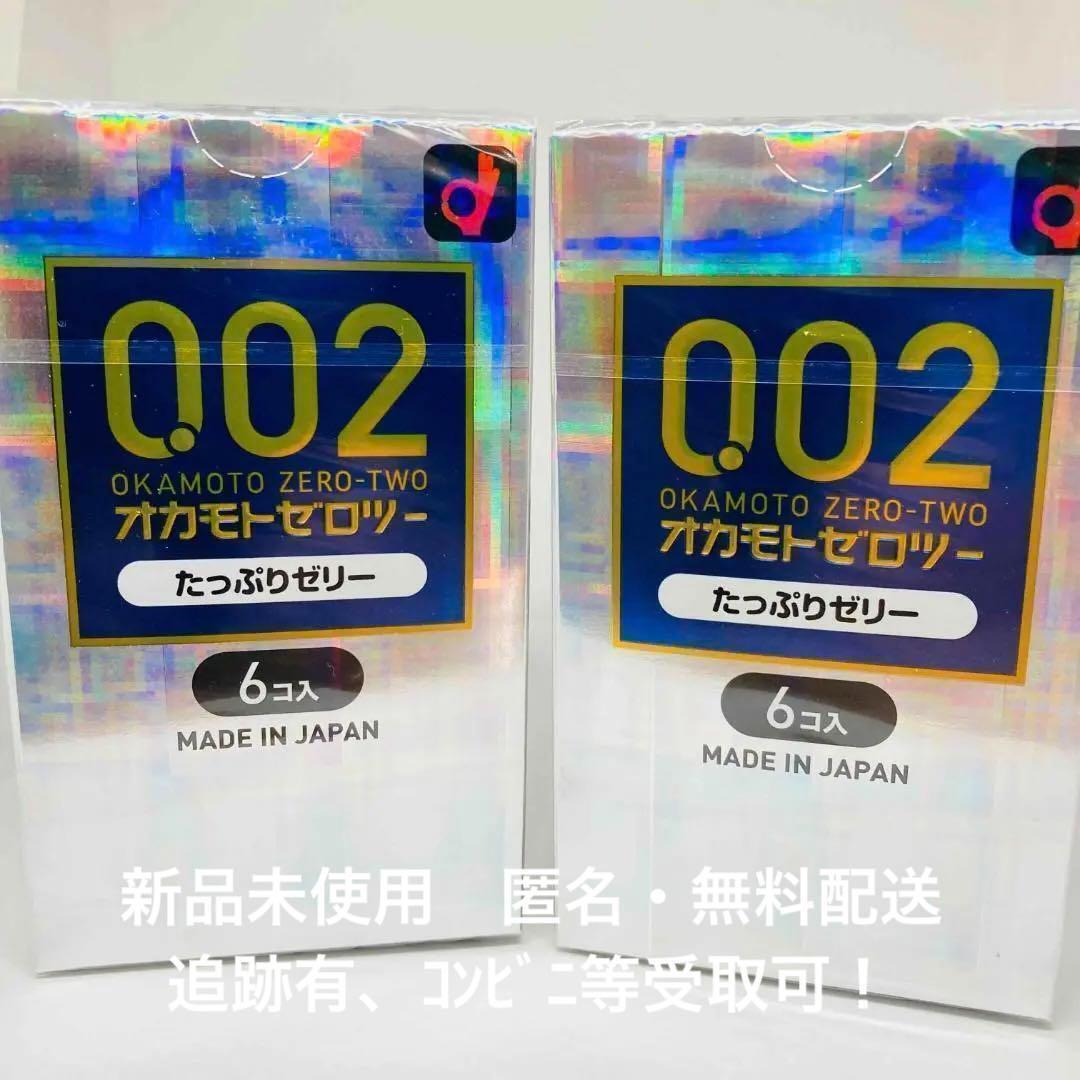 0.02
OKAMOTO ZERO-TWO
オカモトゼロツー
たっぷりゼリー
6コ入
MADE IN JAPAN
0.02
OKAMOTO ZERO-TWO
オカモトゼロツー
たっぷりゼリー
6コ入
MADE IN JAPAN
新品未使用　匿名・無料配送
追跡有、ｺﾝﾋﾞﾆ等受取可！